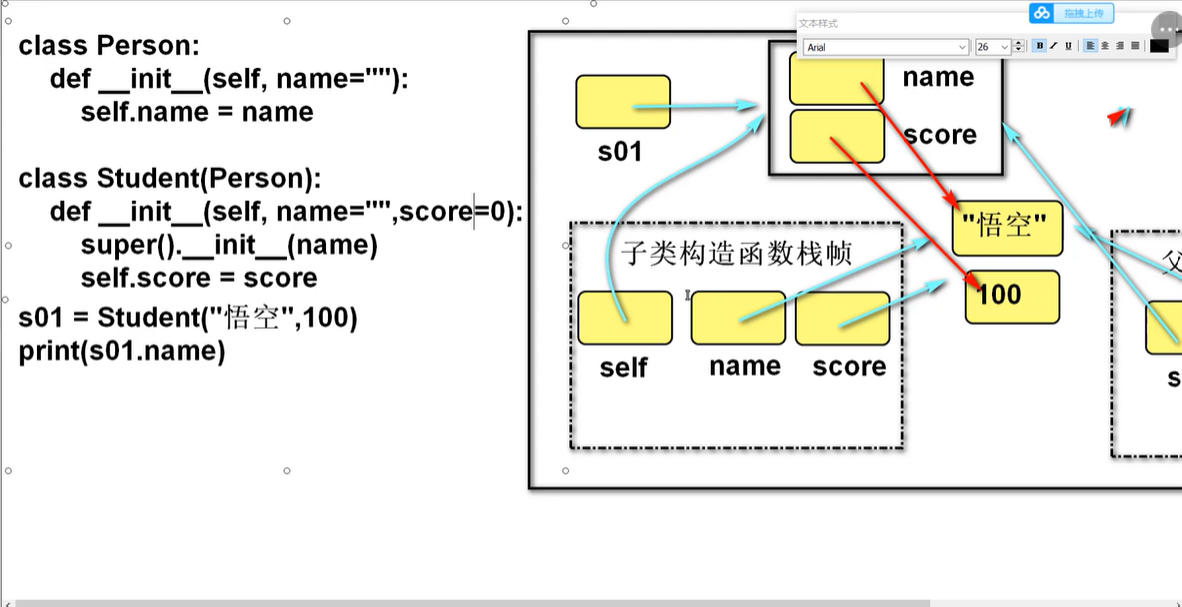 class Person:
def __init__(self, name=""):
self.name = name
class Student(Person):
def __init__(self, name="",score=0):
super().__init__(name)
self.score = score
s01 = Student("悟空",100)
print(s01.name)
拖拽上传
文本样式
Arial
26
B I U
name
score
s01
"悟空"
100
子类构造函数栈帧
self
name
score
父
s